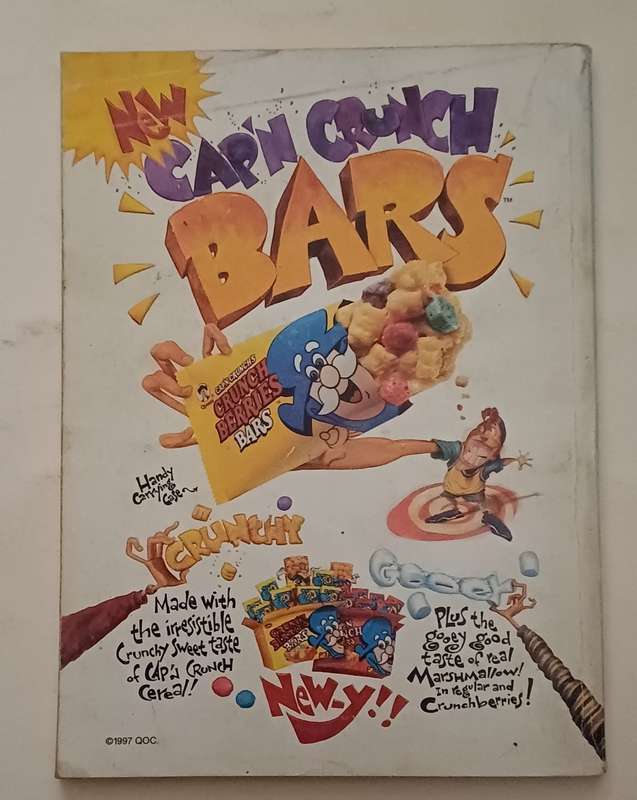 New
CAP'N CRUNCH
BARS™
CAP'N CRUNCH'S
CRUNCH
BERRIES
BARS
Handy
Carrying
Case
CRUNCHY
Gooey
Made with
the irresistible
Crunchy Sweet taste
of CAP'N CRUNCH
Cereal!
Plus the
gooey good
taste of real
Marshmallow!
In regular and
Crunchberries!
New-y!!
©1997 QOC.